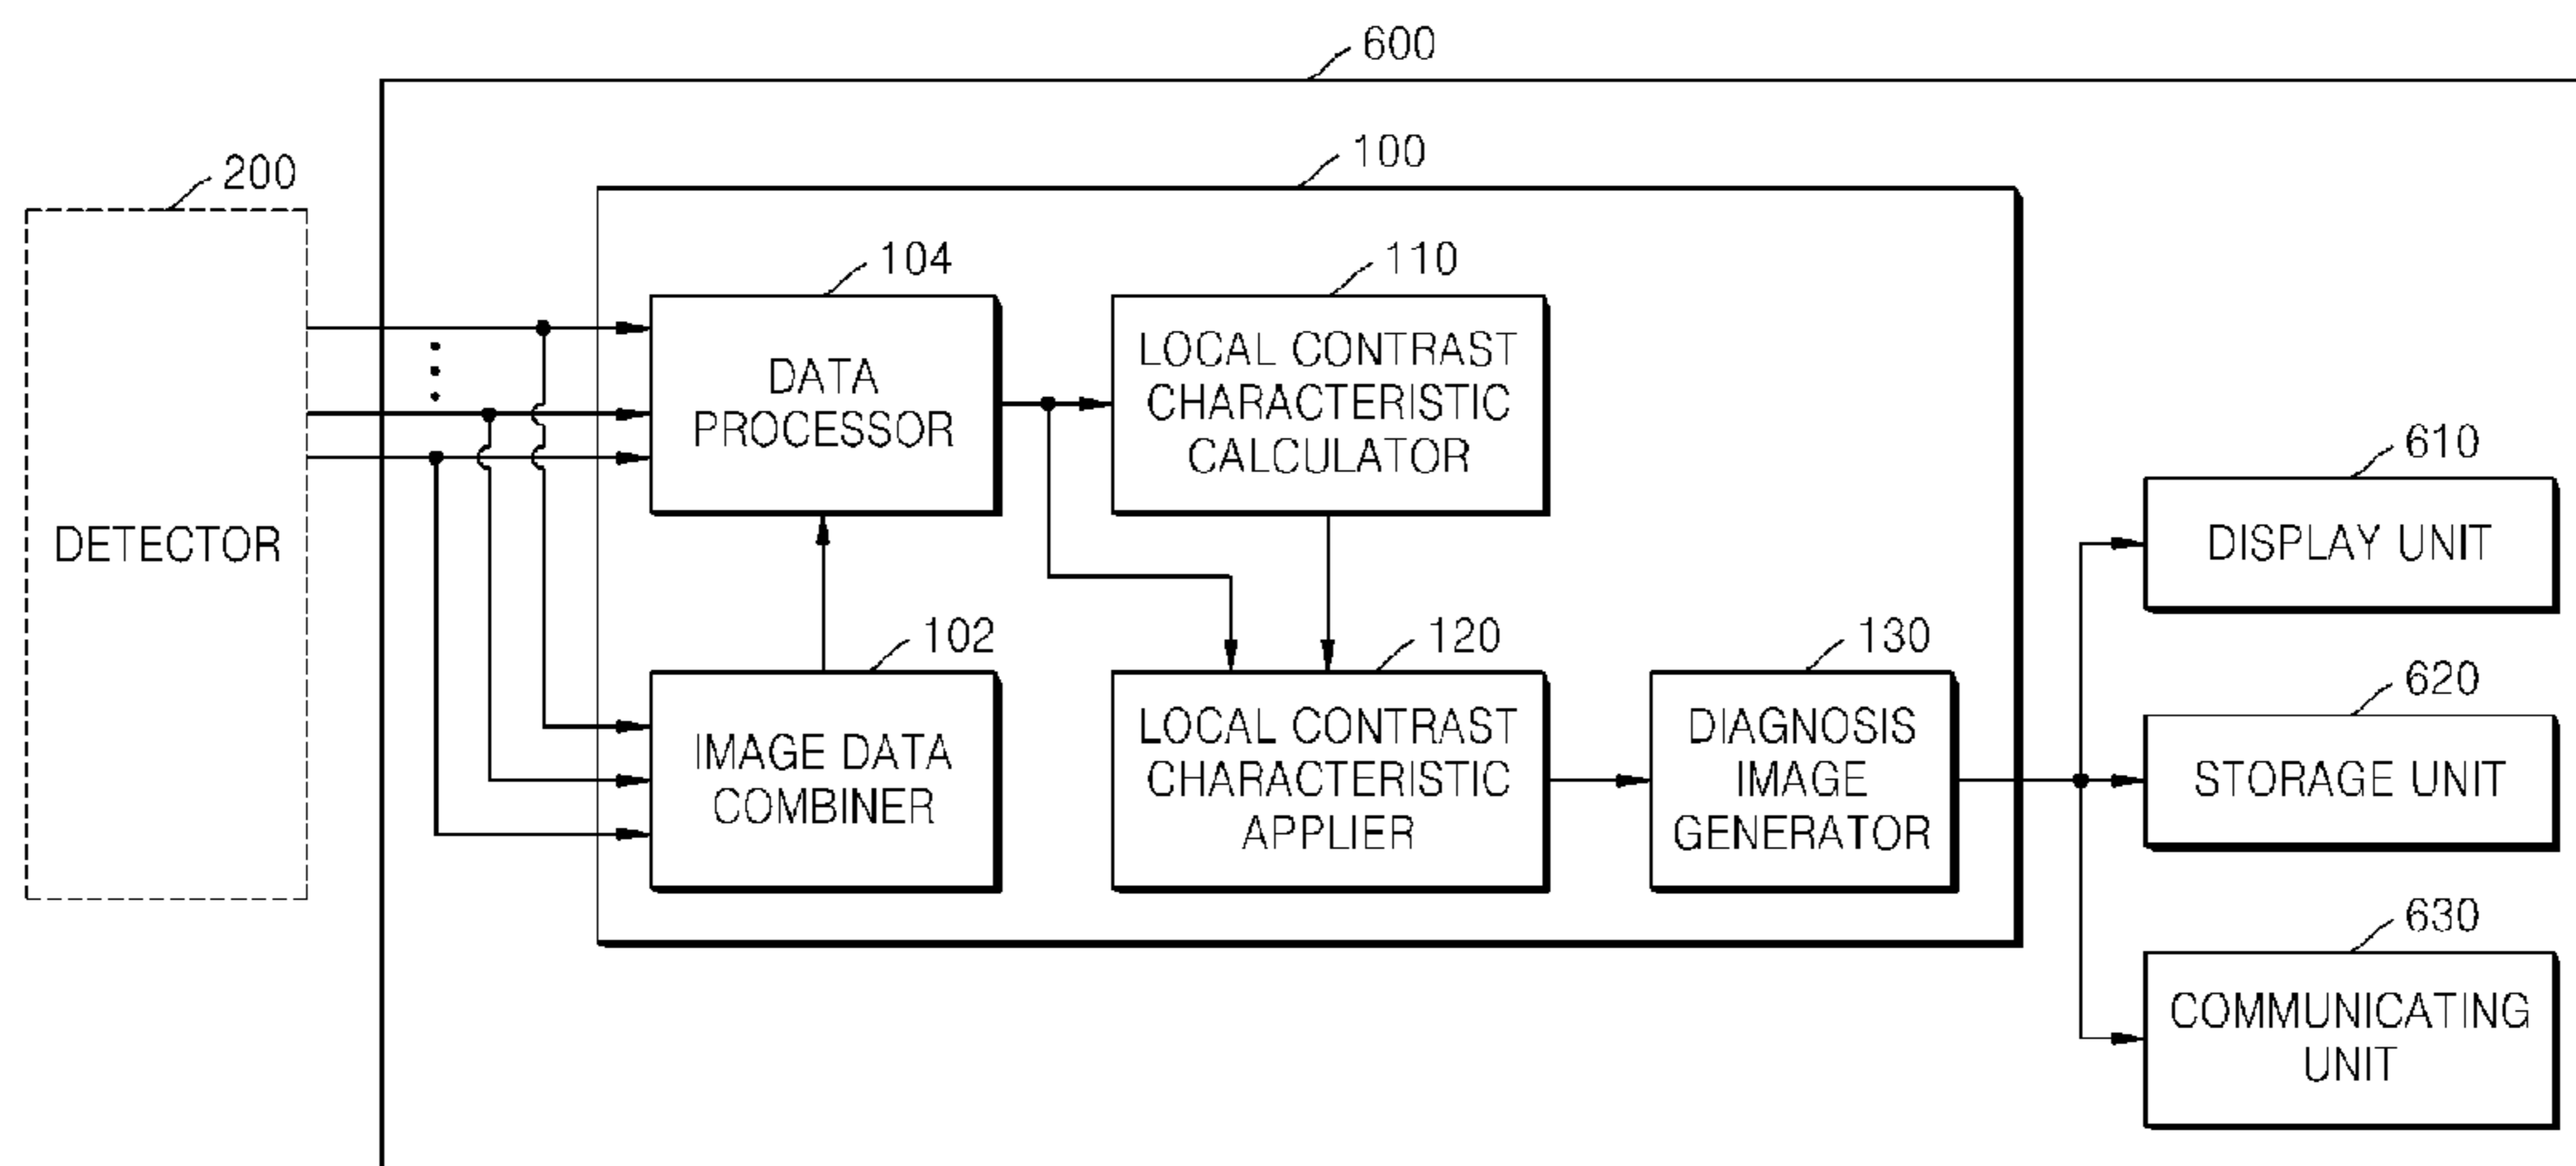 600
100
200
104
110
DATA
PROCESSOR
LOCAL CONTRAST
CHARACTERISTIC
CALCULATOR
610
DETECTOR
DISPLAY UNIT
102
120
130
620
IMAGE DATA
COMBINER
LOCAL CONTRAST
CHARACTERISTIC
APPLIER
DIAGNOSIS
IMAGE
GENERATOR
STORAGE UNIT
630
COMMUNICATING
UNIT